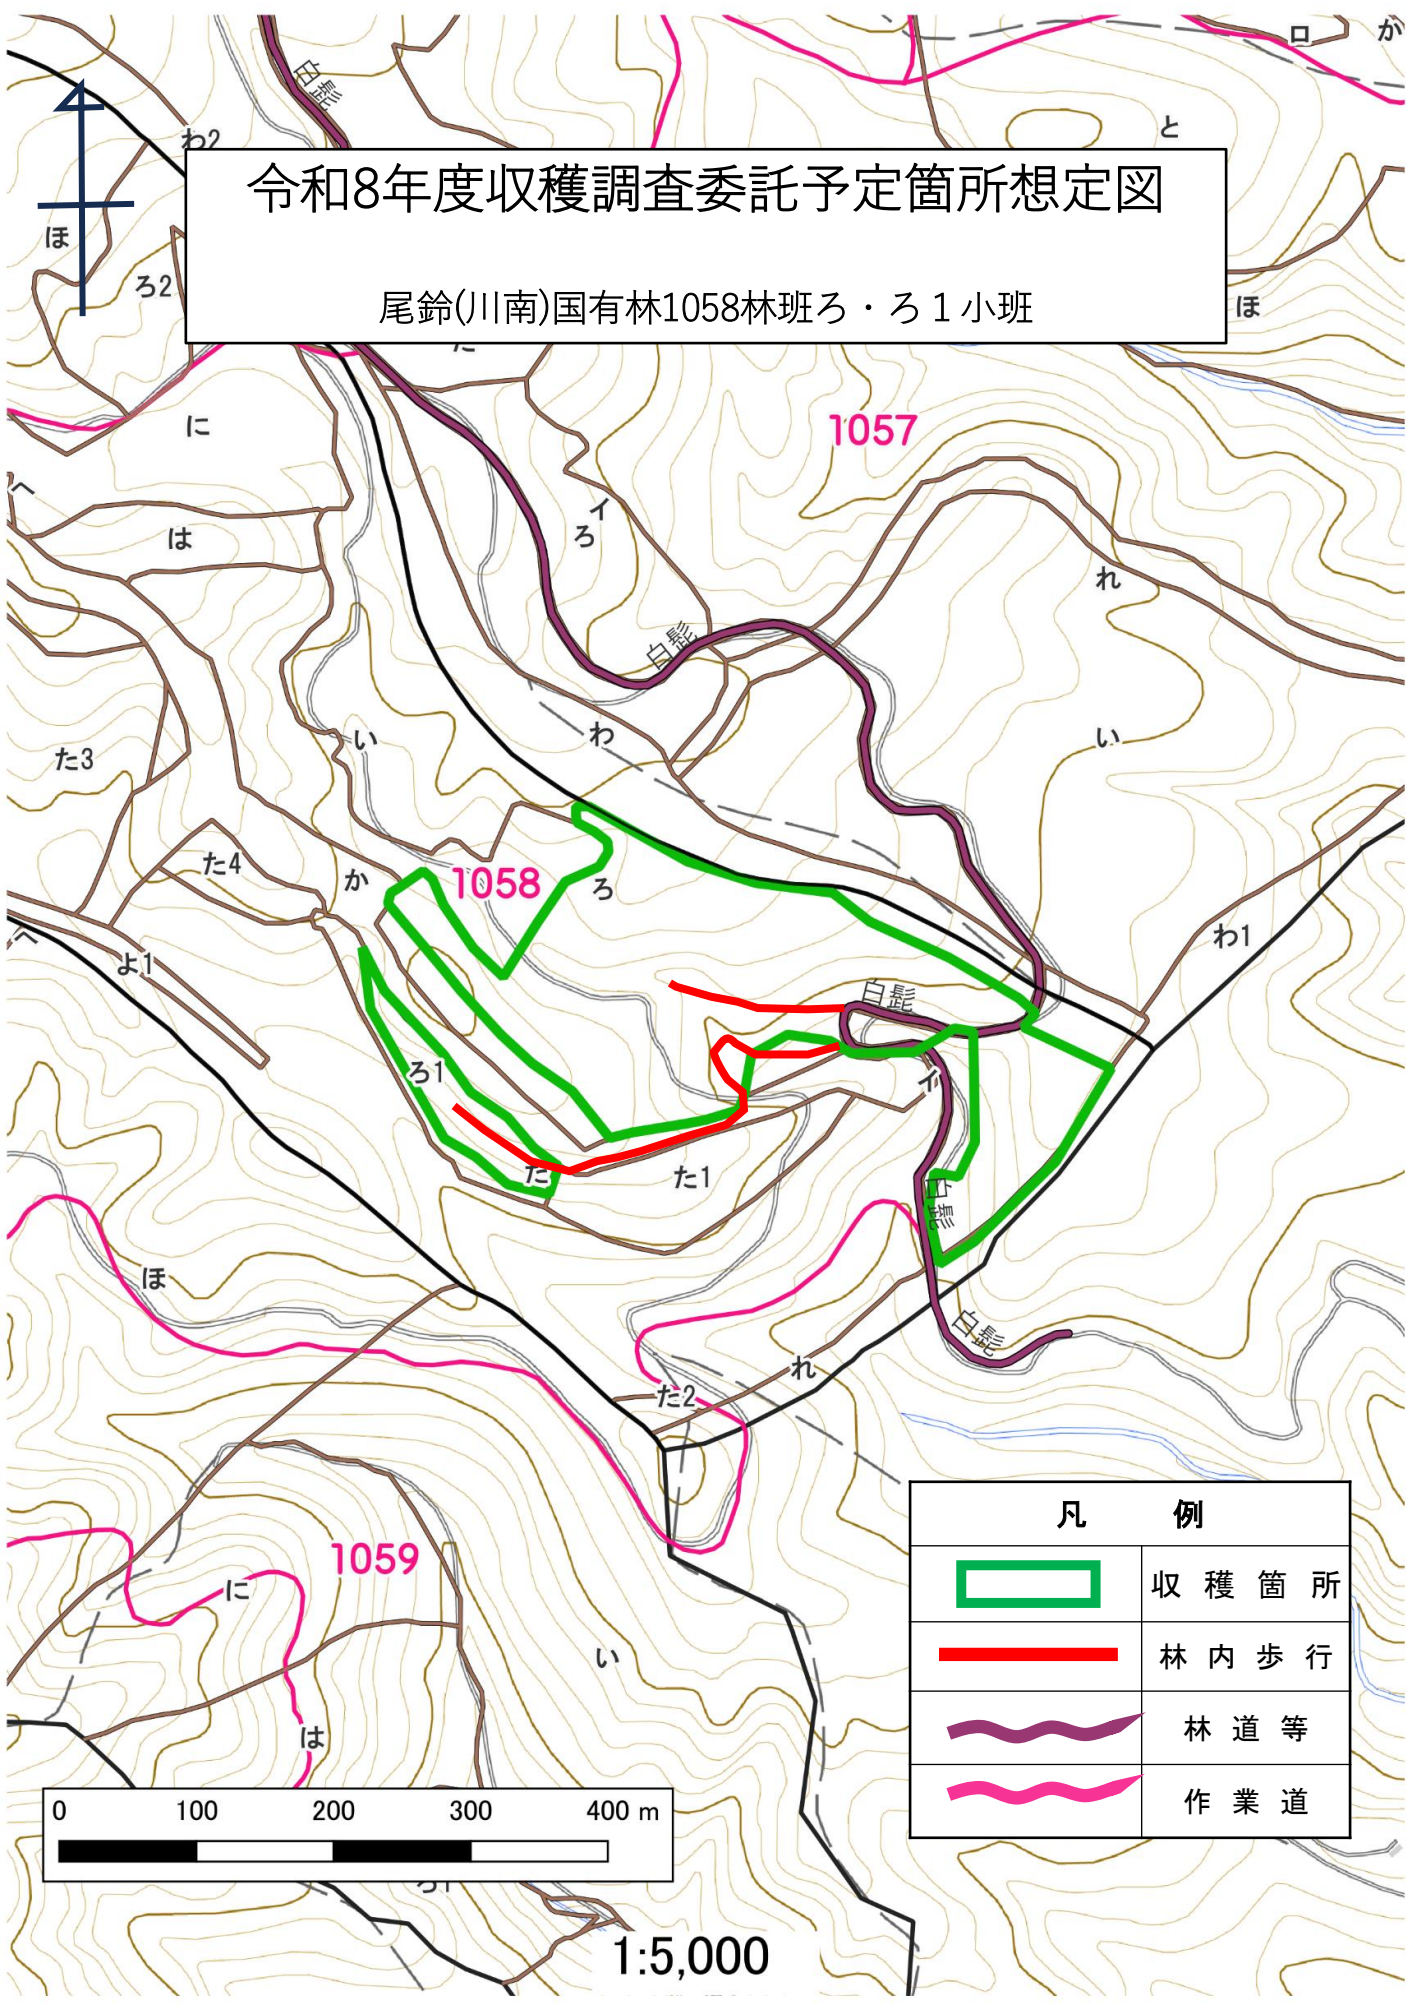 ロ
か
白髭
と
わ2
令和8年度収穫調査委託予定箇所想定図
尾鈴(川南)国有林1058林班ろ・ろ１小班
ほ
ろ2
ほ
に
1057
へ
イ
ろ
は
れ
白髭
い
わ
い
た3
た4
か
1058
ろ
へ
よ1
わ1
白髭
ろ1
イ
た
た1
白髭
ほ
白髭
れ
た2
1059
に
い
は
凡 例
収穫箇所
林内歩行
林道等
作業道
0 100 200 300 400 m
1:5,000